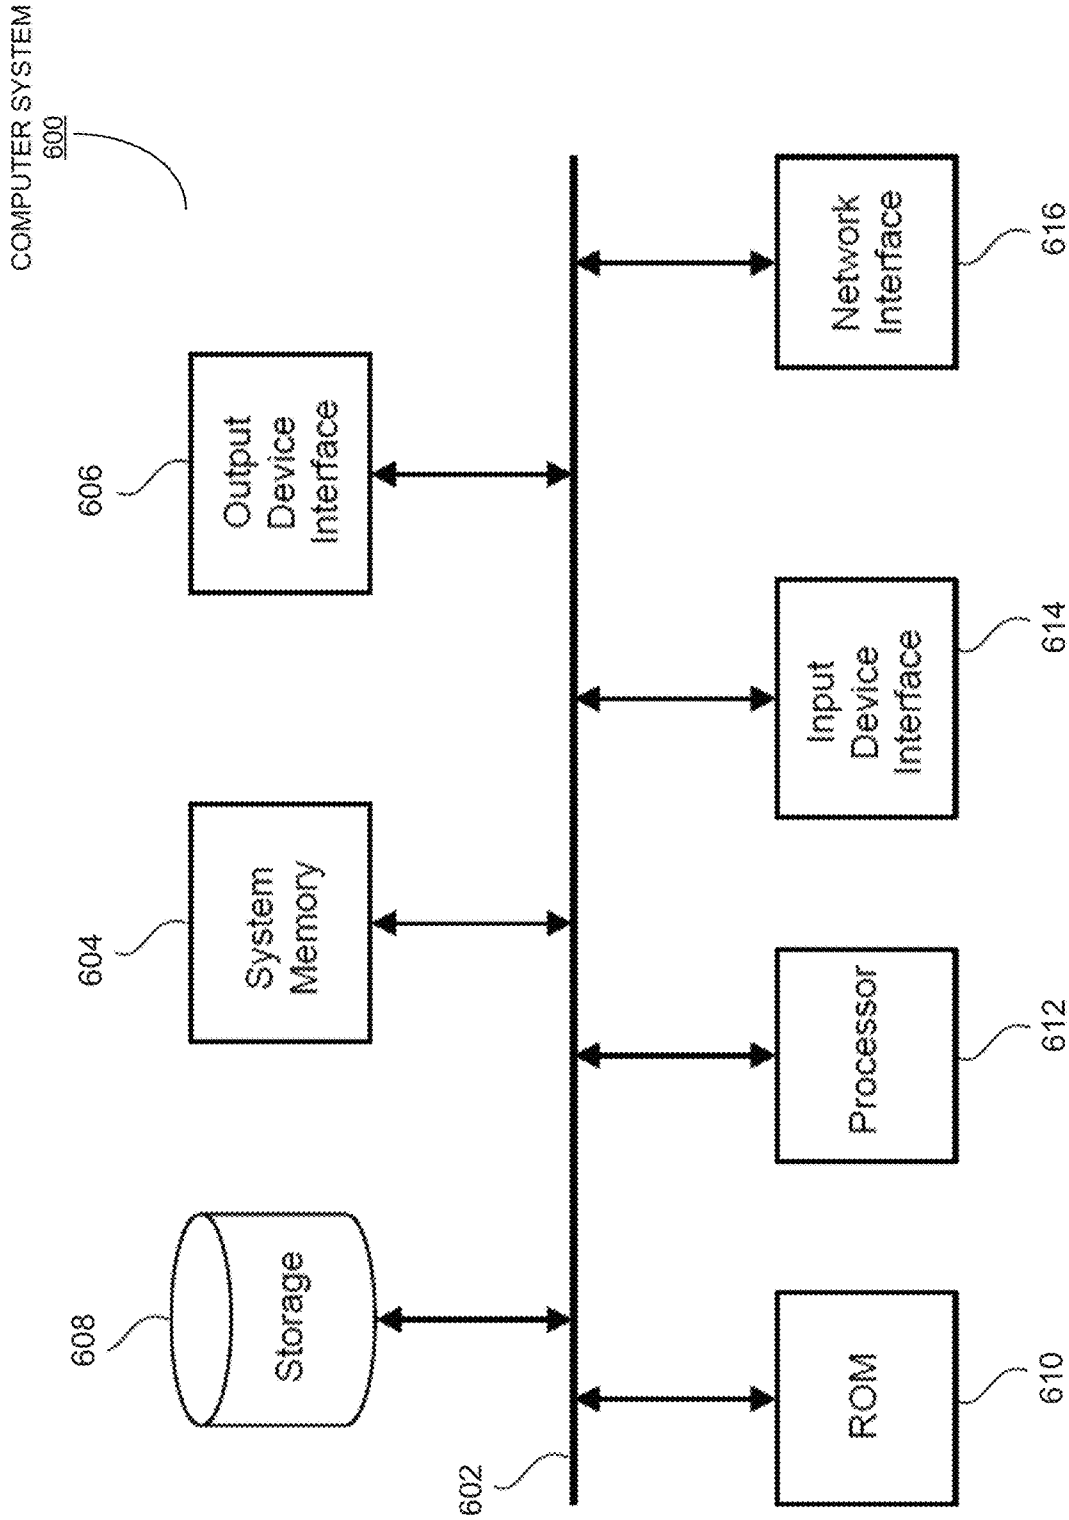 COMPUTER SYSTEM
600
608
604
606
Storage
System
Memory
Output
Device
Interface
602
ROM
Processor
Input
Device
Interface
Network
Interface
610
612
614
616